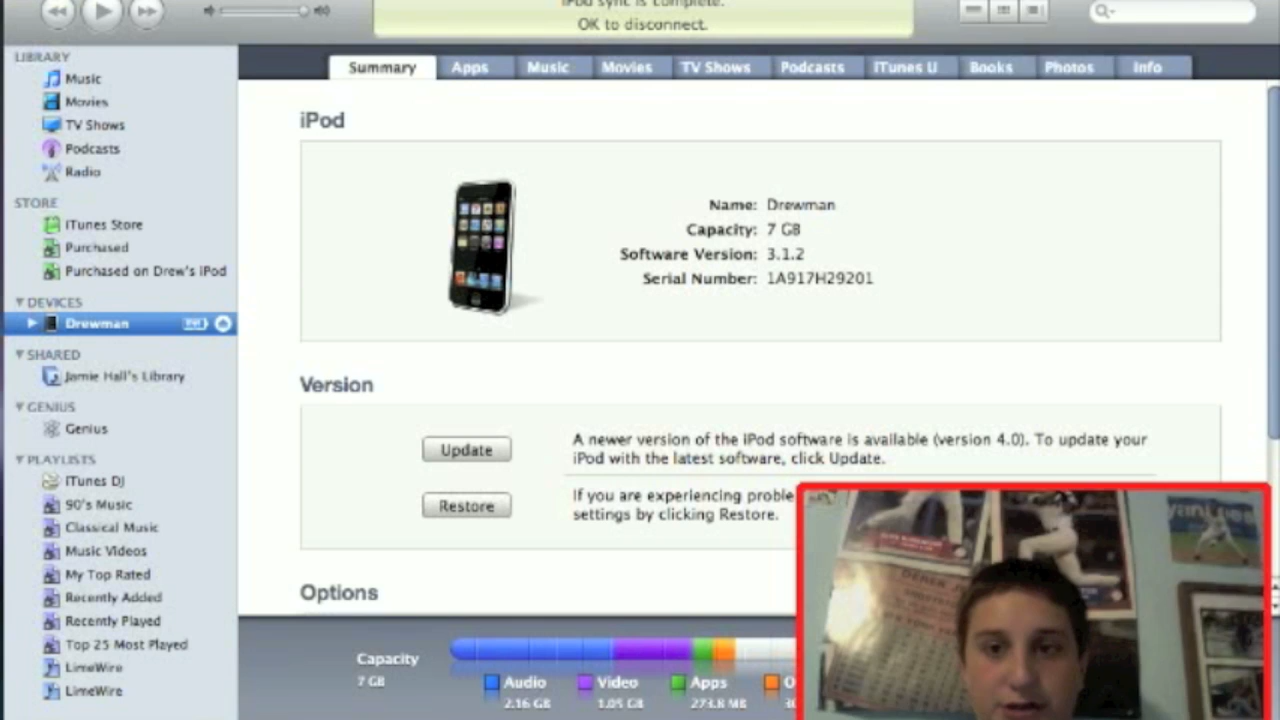 iPod sync is complete.
OK to disconnect.
LIBRARY
Music
Movies
TV Shows
Podcasts
Radio
STORE
iTunes Store
Purchased
Purchased on Drew's iPod
DEVICES
Drewman
SHARED
Jamie Hall's Library
GENIUS
Genius
PLAYLISTS
iTunes DJ
90's Music
Classical Music
Music Videos
My Top Rated
Recently Added
Recently Played
Top 25 Most Played
LimeWire
LimeWire
Summary Apps Music Movies TV Shows Podcasts iTunes U Books Photos Info
iPod
Name: Drewman
Capacity: 7 GB
Software Version: 3.1.2
Serial Number: 1A917H29201
Version
Update
A newer version of the iPod software is available (version 4.0). To update your
iPod with the latest software, click Update.
Restore
If you are experiencing proble
settings by clicking Restore.
Options
Capacity
7 GB
Audio
2.16 GB
Video
1.05 GB
Apps
273.8 MB
DEREK